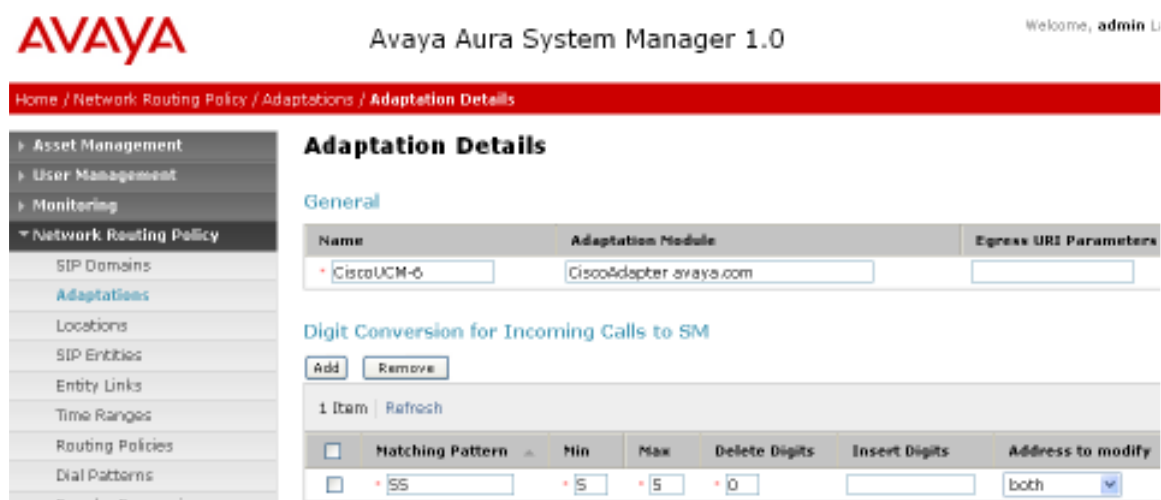 AVAYA
Avaya Aura System Manager 1.0
Welcome, admin
Home / Network Routing Policy / Adaptations / Adaptation Details
Asset Management
User Management
Monitoring
Network Routing Policy
SIP Domains
Adaptations
Locations
SIP Entities
Entity Links
Time Ranges
Routing Policies
Dial Patterns
Adaptation Details
General
Name Adaptation Module Egress URI Parameters
* CiscoUCM-6 CiscoAdapter avaya.com
Digit Conversion for Incoming Calls to SM
Add Remove
1 Item Refresh
Matching Pattern Min Max Delete Digits Insert Digits Address to modify
* 55 * 5 * 5 * 0 both